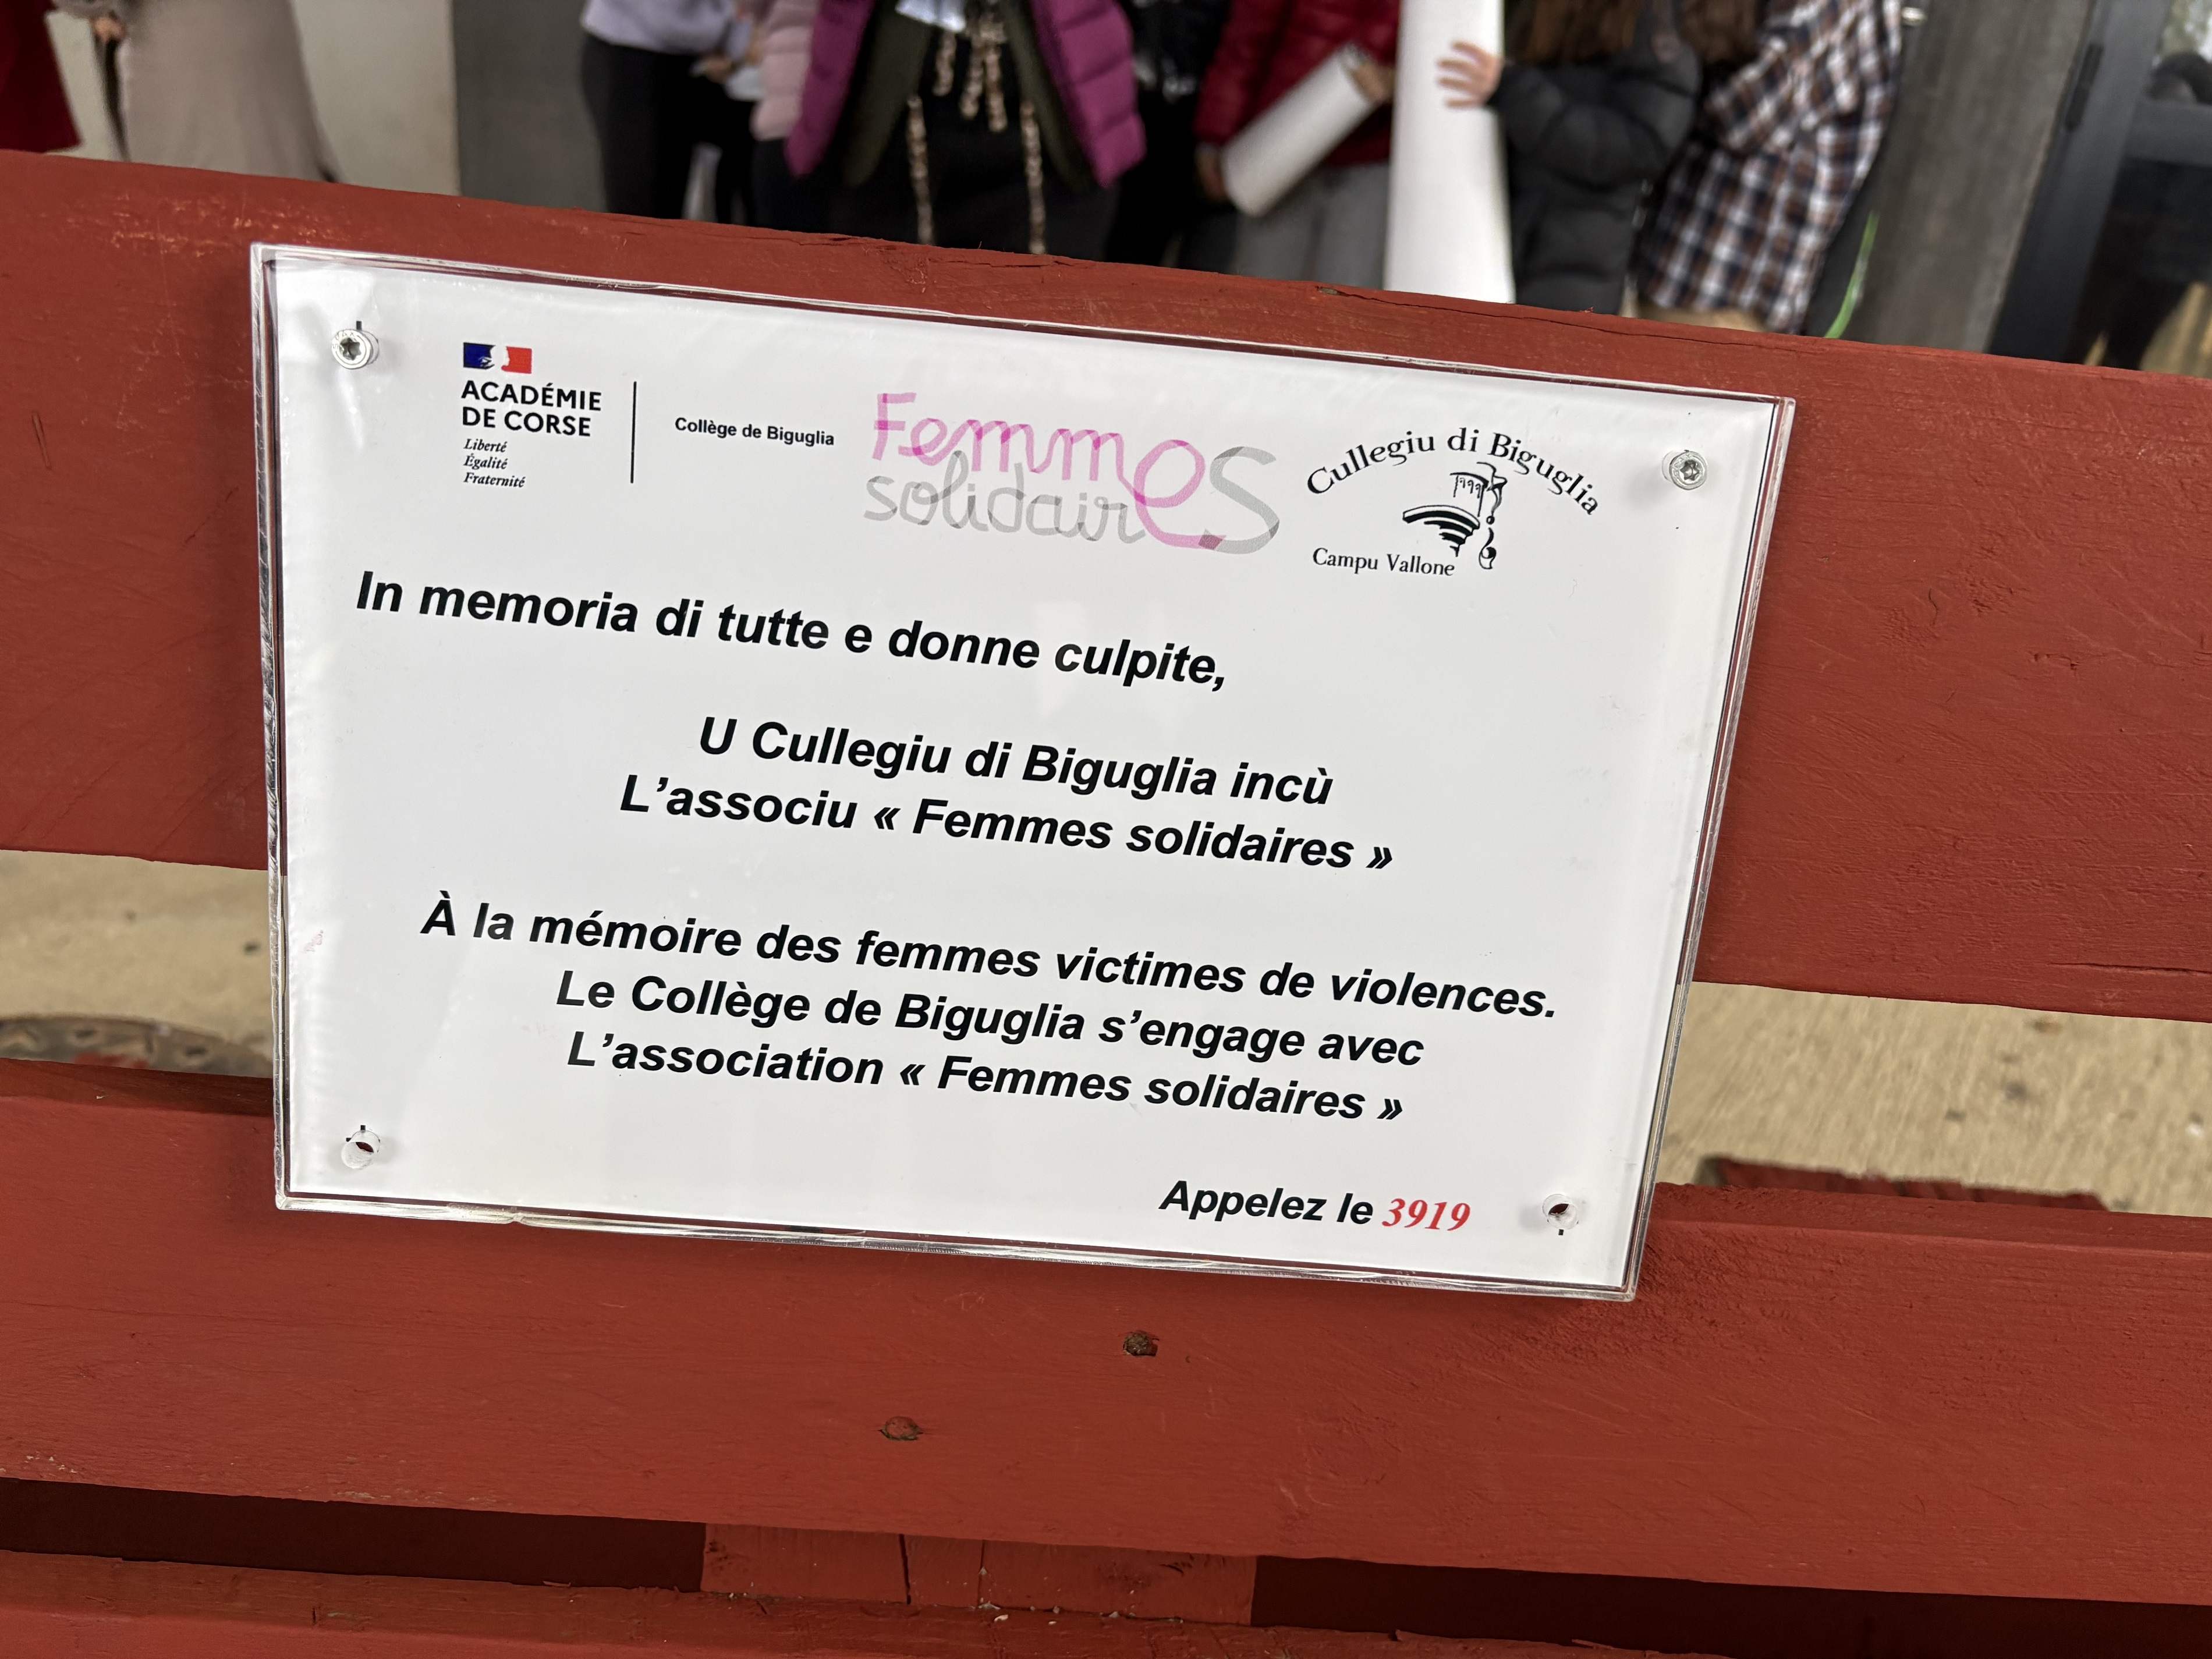 ACADÉMIE
DE CORSE
Liberté
Égalité
Fraternité
Collège de Biguglia
Femmes
solidaires
Cullegiu di Biguglia
1999
Campu Vallone
In memoria di tutte e donne culpite,
U Cullegiu di Biguglia incù
L'associu « Femmes solidaires »
À la mémoire des femmes victimes de violences.
Le Collège de Biguglia s'engage avec
L'association « Femmes solidaires »
Appelez le 3919